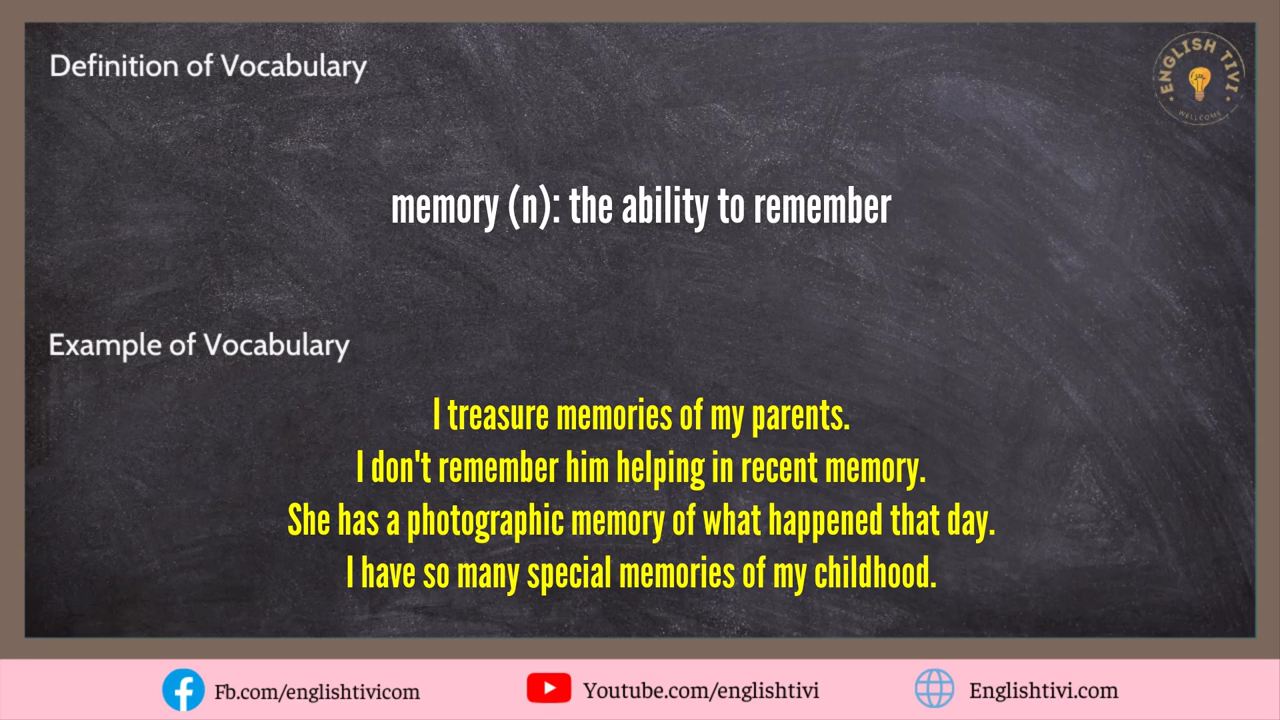 Definition of Vocabulary
ENGLISH TIVI
WELLCOME
memory (n): the ability to remember
Example of Vocabulary
I treasure memories of my parents.
I don't remember him helping in recent memory.
She has a photographic memory of what happened that day.
I have so many special memories of my childhood.
Fb.com/englishtivicom
Youtube.com/englishtivi
Englishtivi.com